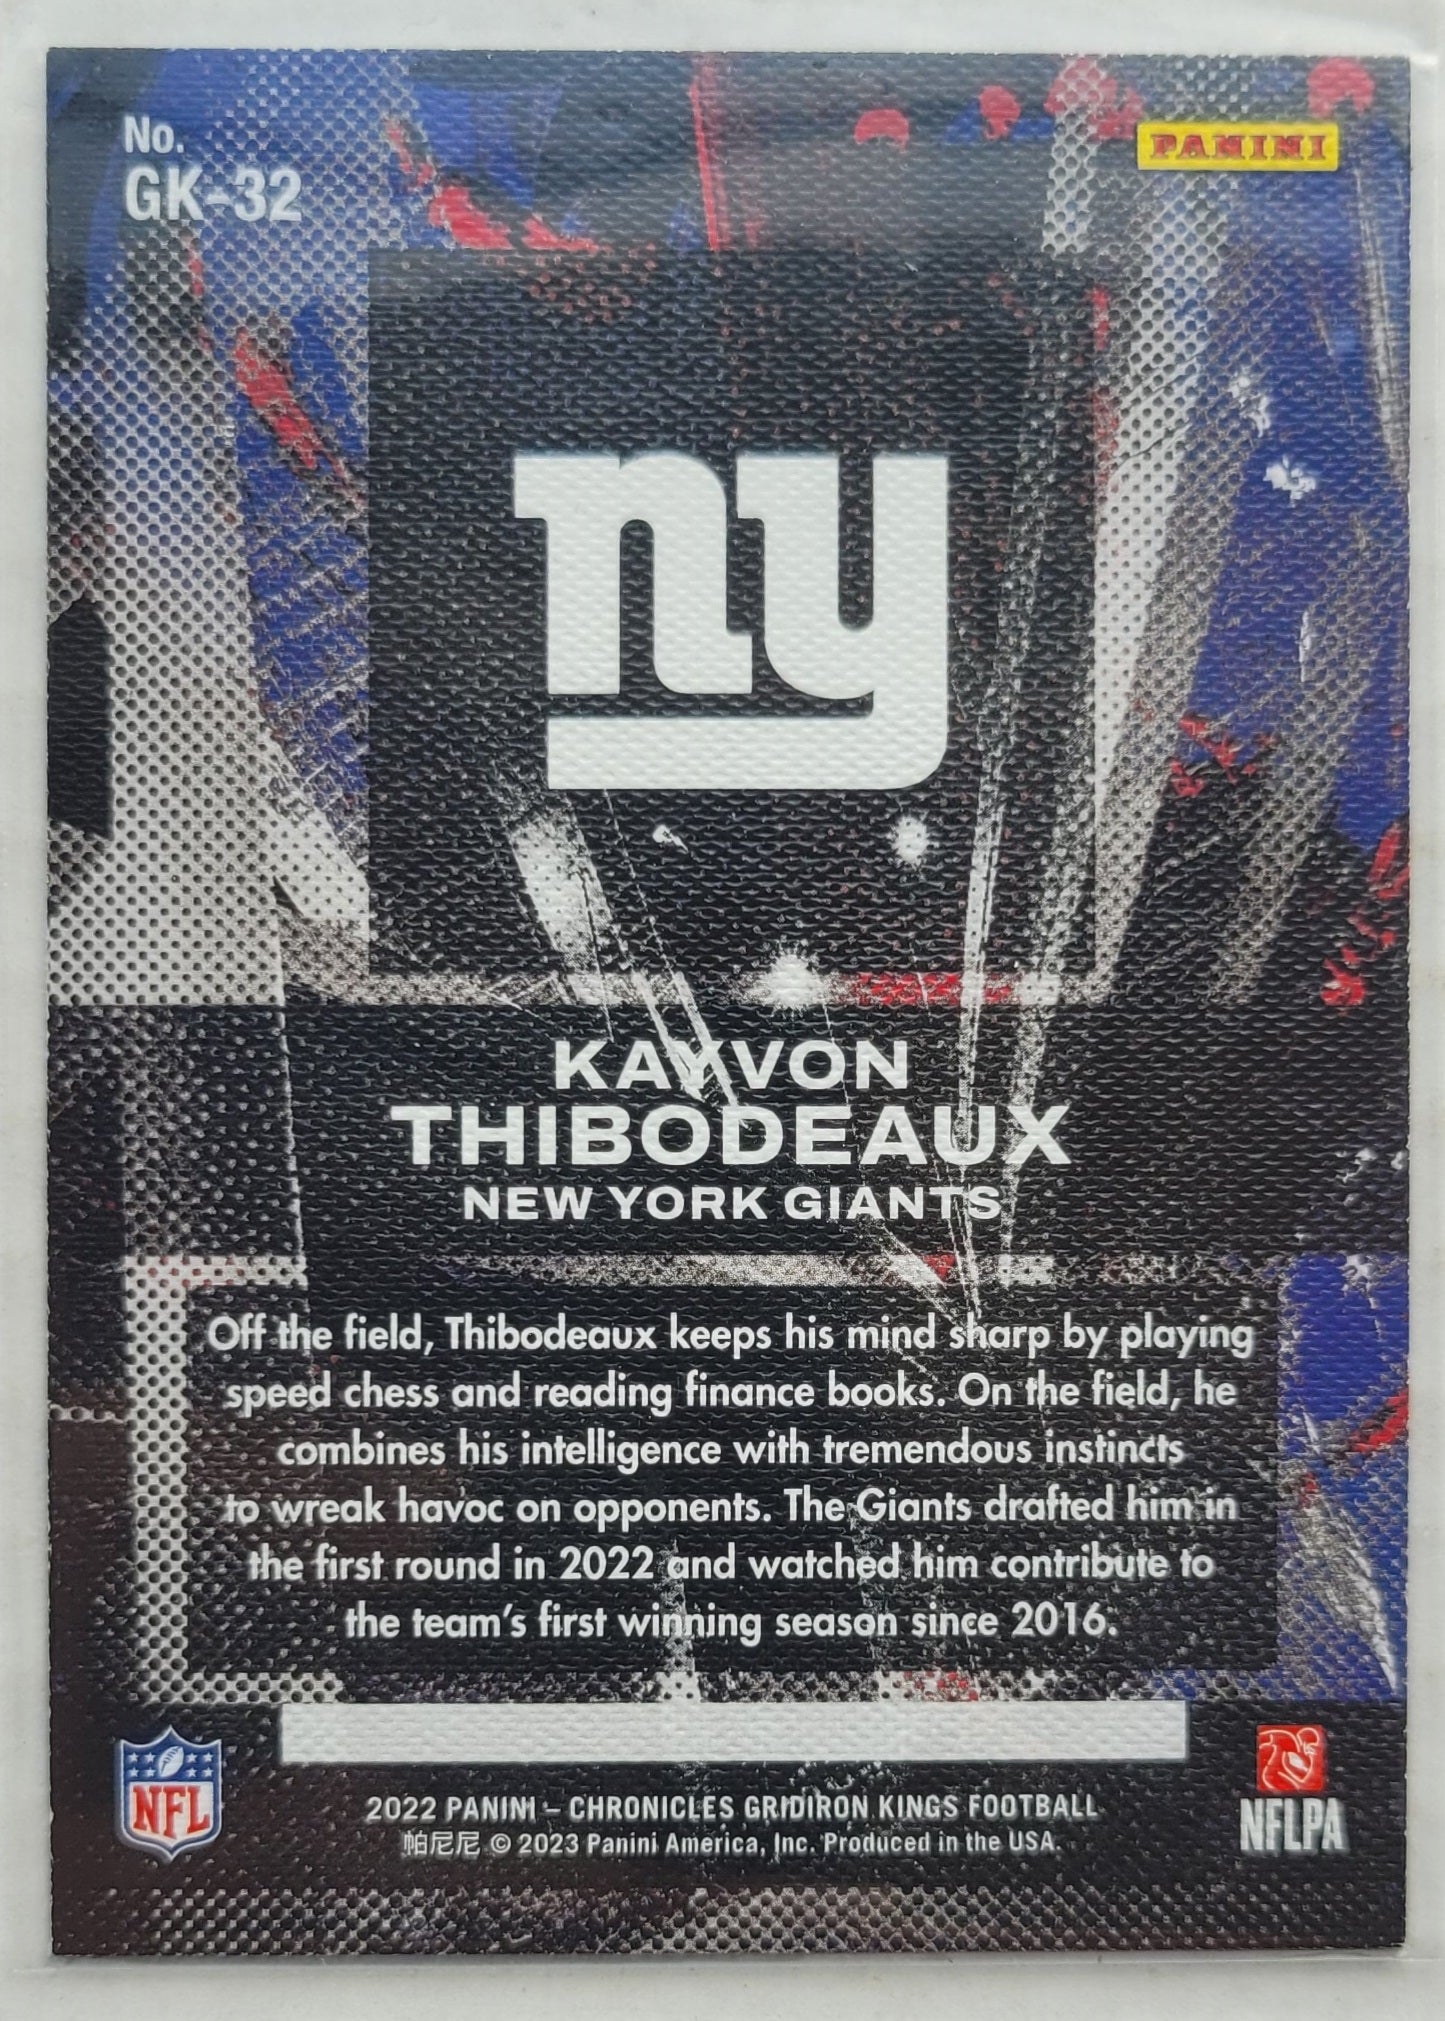 No.
GK-32
PANINI
ny
KAYVON
THIBODEAUX
NEW YORK GIANTS
Off the field, Thibodeaux keeps his mind sharp by playing
speed chess and reading finance books. On the field, he
combines his intelligence with tremendous instincts
to wreak havoc on opponents. The Giants drafted him in
the first round in 2022 and watched him contribute to
the team's first winning season since 2016.
NFL
2022 PANINI – CHRONICLES GRIDIRON KINGS FOOTBALL
帕尼尼 © 2023 Panini America, Inc. Produced in the USA.
NFLPA